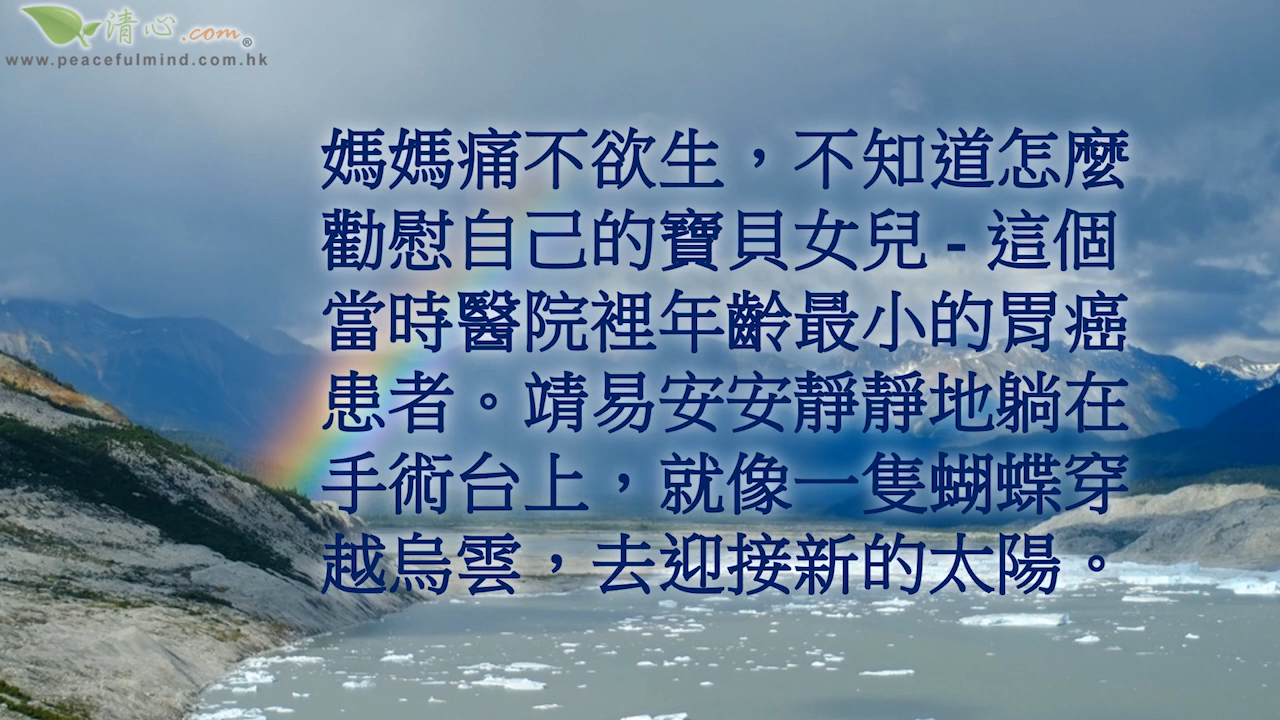 清心.com®
www.peacefulmind.com.hk
媽媽痛不欲生，不知道怎麼
勸慰自己的寶貝女兒 - 這個
當時醫院裡年齡最小的胃癌
患者。靖易安安靜靜地躺在
手術台上，就像一隻蝴蝶穿
越烏雲，去迎接新的太陽。